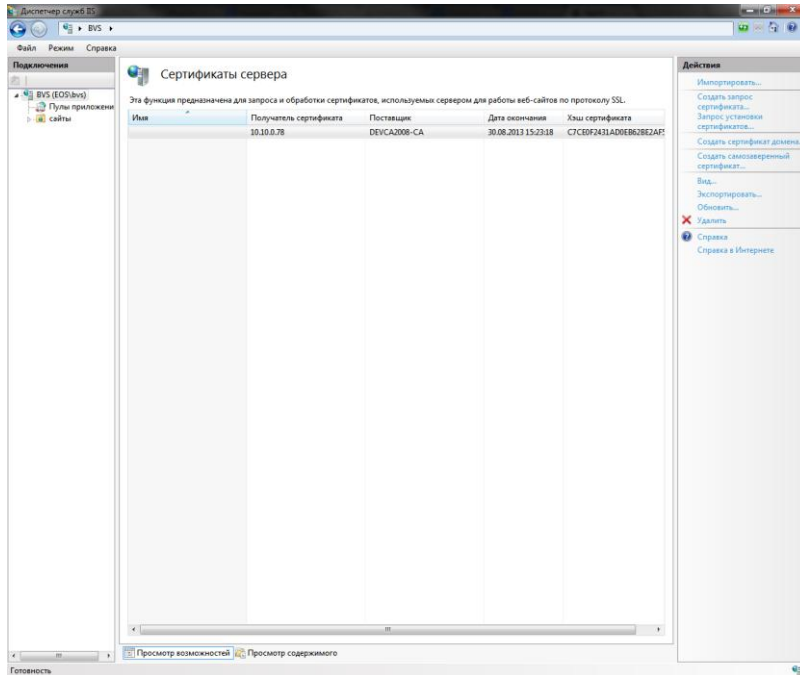 Диспетчер служб IIS
BVS
Файл Режим Справка
Подключения
BVS (EOS\bvs)
Пулы приложени
сайты
Сертификаты сервера
Эта функция предназначена для запроса и обработки сертификатов, используемых сервером для работы веб-сайтов по протоколу SSL.
Имя Получатель сертификата Поставщик Дата окончания Хэш сертификата
10.10.0.78 DEVCA2008-CA 30.08.2013 15:23:18
Просмотр возможностей Просмотр содержимого
Готовность
Действия
Импортировать...
Создать запрос
сертификата...
Запрос установки
сертификатов...
Создать сертификат домена.
Создать самозаверенный
сертификат...
Вид...
Экспортировать...
Обновить...
Удалить
Справка
Справка в Интернете